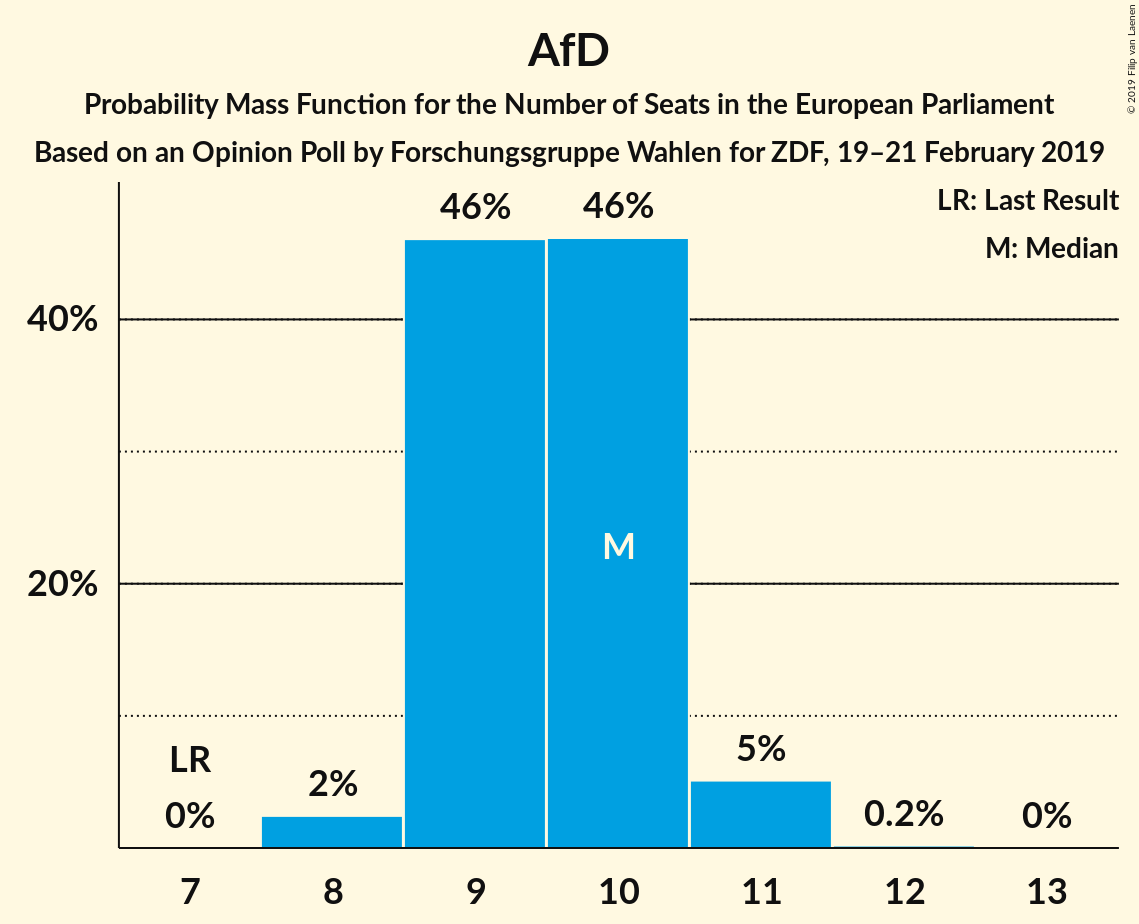 AfD
Probability Mass Function for the Number of Seats in the European Parliament
Based on an Opinion Poll by Forschungsgruppe Wahlen for ZDF, 19–21 February 2019
© 2019 Filip van Laenen
LR: Last Result
M: Median
46%
46%
40%
M
20%
LR
0%
2%
5%
0.2%
0%
7
8
9
10
11
12
13